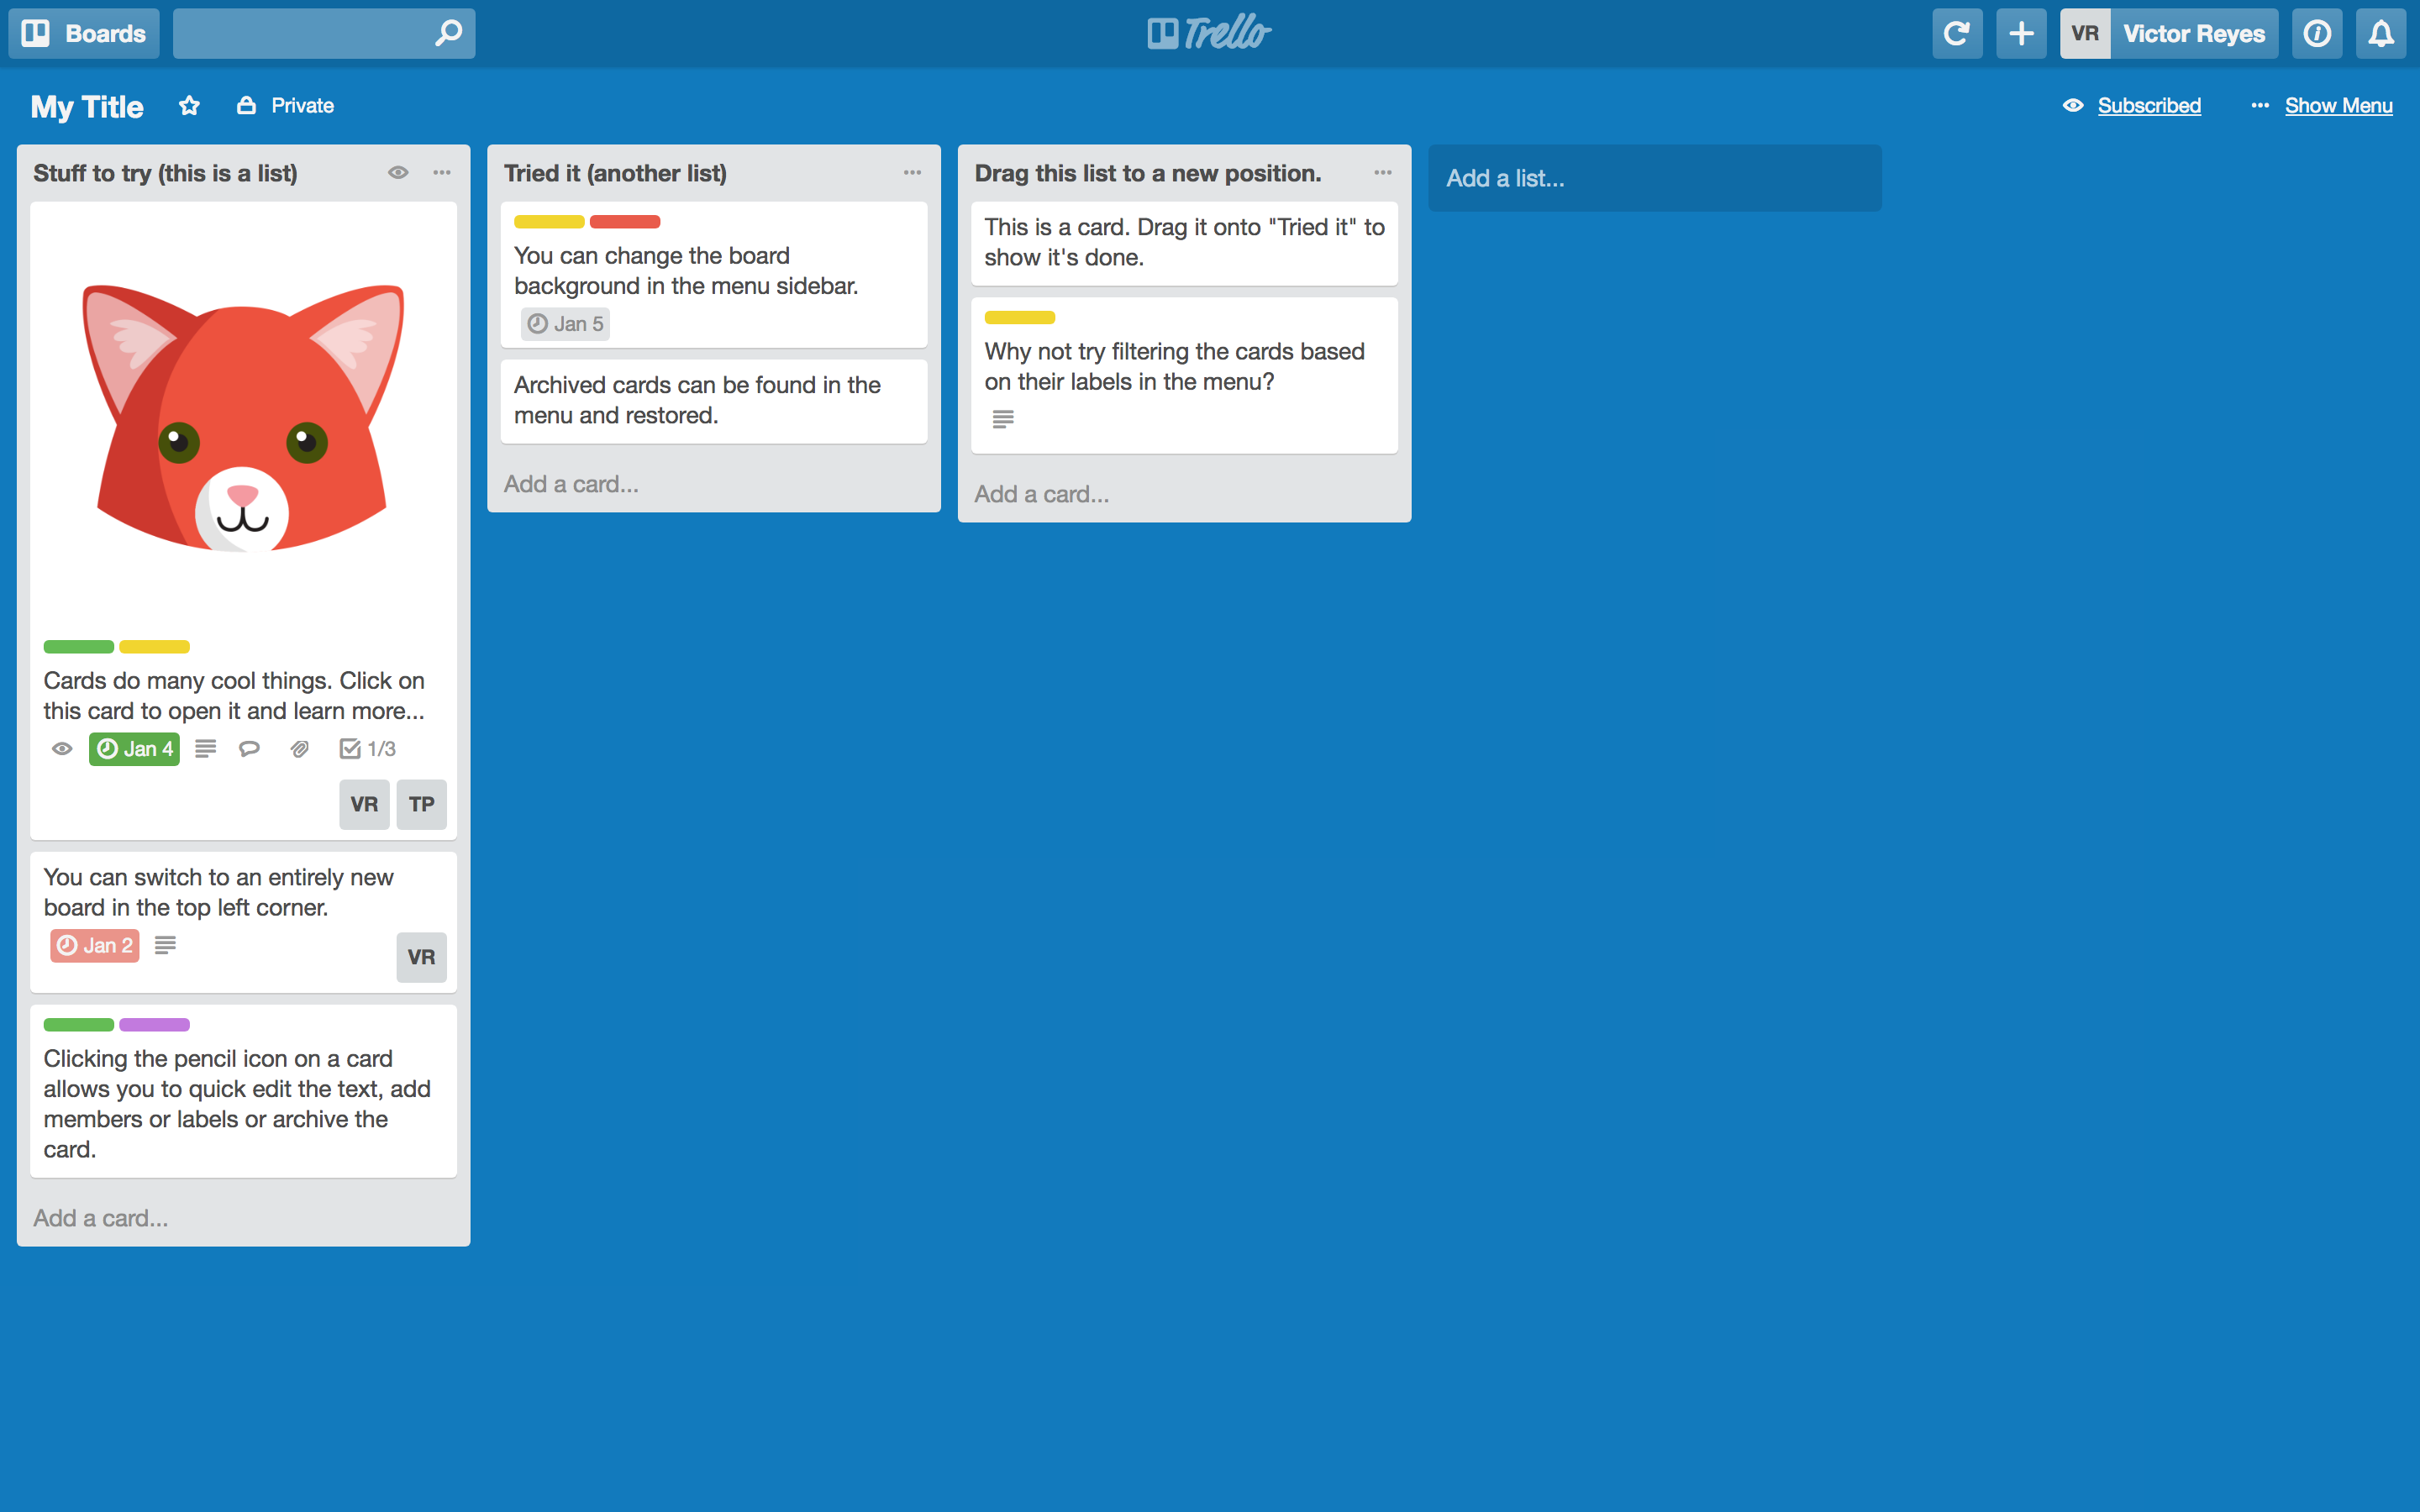 Boards
Trello
VR Victor Reyes
My Title
Private
Subscribed
Show Menu
Stuff to try (this is a list)
Cards do many cool things. Click on
this card to open it and learn more...
Jan 4
1/3
VR TP
You can switch to an entirely new
board in the top left corner.
Jan 2
VR
Clicking the pencil icon on a card
allows you to quick edit the text, add
members or labels or archive the
card.
Add a card...
Tried it (another list)
You can change the board
background in the menu sidebar.
Jan 5
Archived cards can be found in the
menu and restored.
Add a card...
Drag this list to a new position.
This is a card. Drag it onto "Tried it" to
show it's done.
Why not try filtering the cards based
on their labels in the menu?
Add a card...
Add a list...